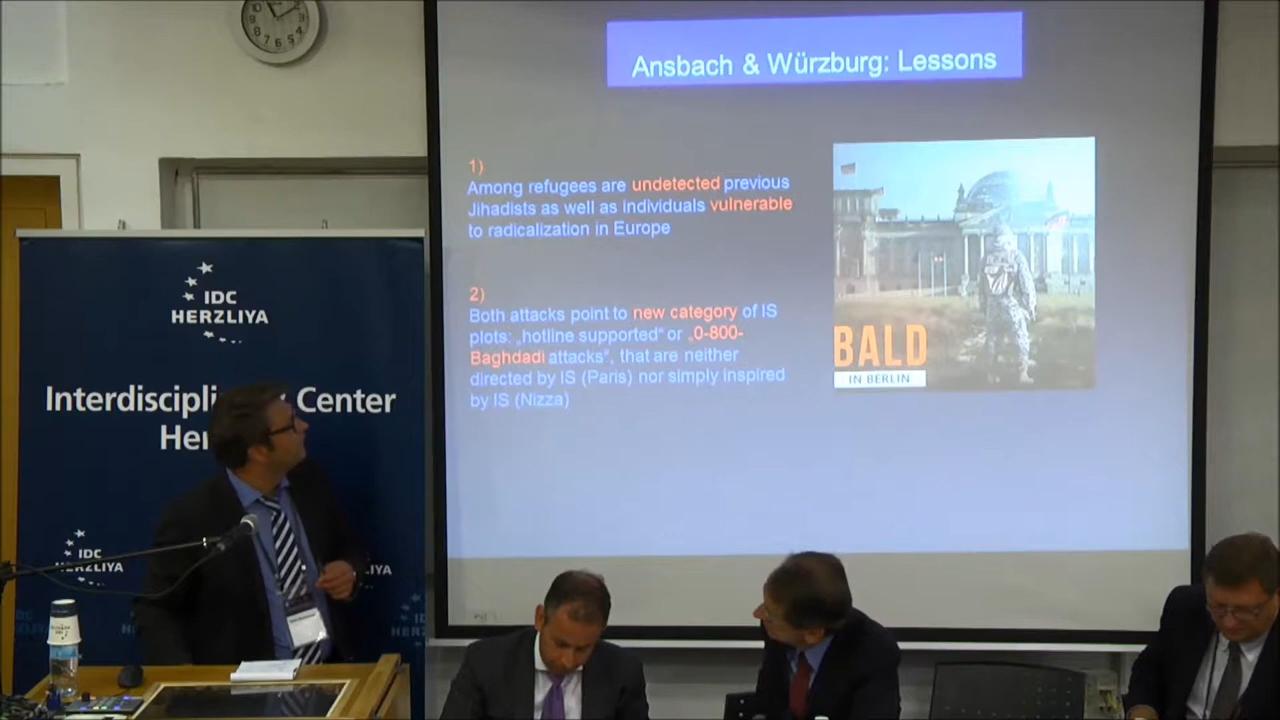 Ansbach & Würzburg: Lessons
1)
Among refugees are undetected previous
Jihadists as well as individuals vulnerable
to radicalization in Europe
2)
Both attacks point to new category of IS
plots: „hotline supported“ or „0-800-
Baghdadi attacks“, that are neither
directed by IS (Paris) nor simply inspired
by IS (Nizza)
BALD
IN BERLIN
IDC
HERZLIYA
Center
IDC
HERZLIYA